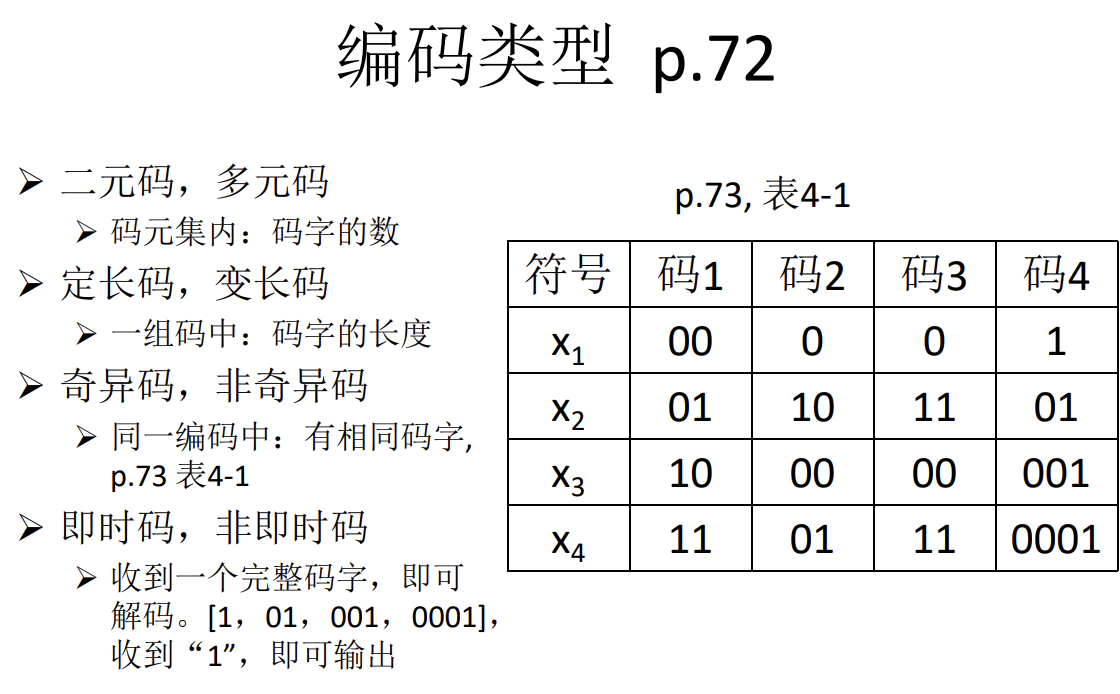 编码类型 p.72
➢ 二元码，多元码
➢ 码元集内：码字的数
➢ 定长码，变长码
➢ 一组码中：码字的长度
➢ 奇异码，非奇异码
➢ 同一编码中：有相同码字,
p.73 表4-1
➢ 即时码，非即时码
➢ 收到一个完整码字，即可
解码。[1，01，001，0001]，
收到“1”，即可输出
p.73, 表4-1
符号 码1 码2 码3 码4
x1 00 0 0 1
x2 01 10 11 01
x3 10 00 00 001
x4 11 01 11 0001